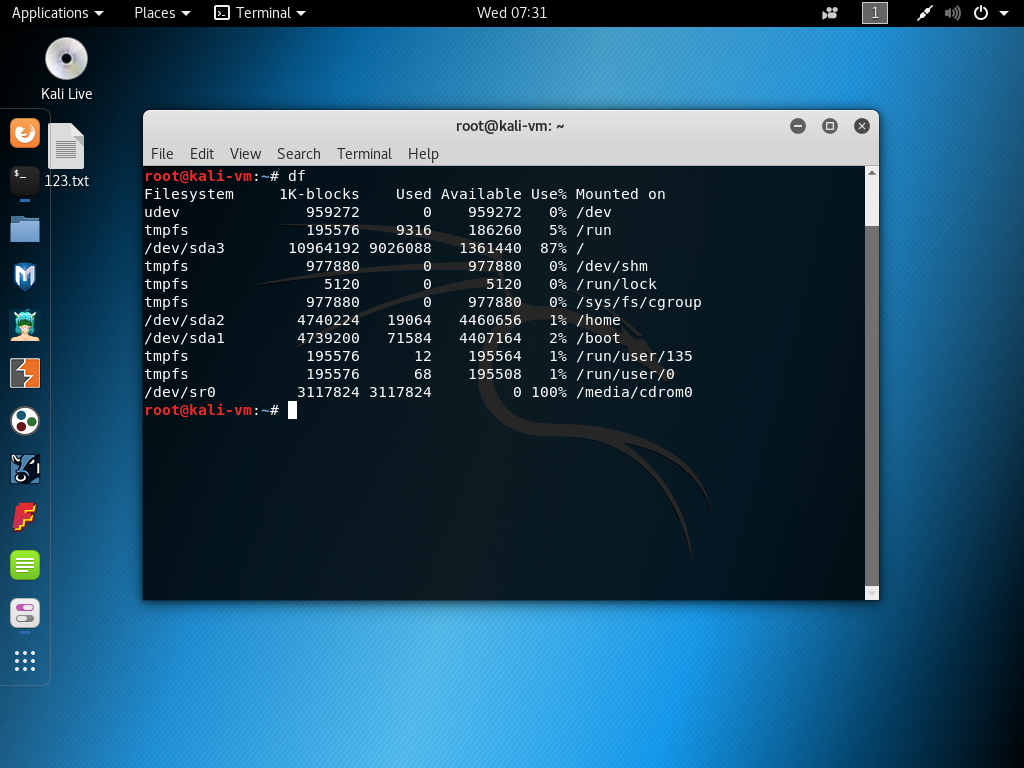 Applications Places Terminal Wed 07:31 1
Kali Live
123.txt
root@kali-vm: ~
File Edit View Search Terminal Help
root@kali-vm:~# df
Filesystem     1K-blocks    Used Available Use% Mounted on
udev              959272       0    959272   0% /dev
tmpfs             195576    9316    186260   5% /run
/dev/sda3       10964192 9026088   1361440  87% /
tmpfs             977880       0    977880   0% /dev/shm
tmpfs               5120       0      5120   0% /run/lock
tmpfs             977880       0    977880   0% /sys/fs/cgroup
/dev/sda2        4740224   19064   4460656   1% /home
/dev/sda1        4739200   71584   4407164   2% /boot
tmpfs             195576      12    195564   1% /run/user/135
tmpfs             195576      68    195508   1% /run/user/0
/dev/sr0         3117824 3117824         0 100% /media/cdrom0
root@kali-vm:~#